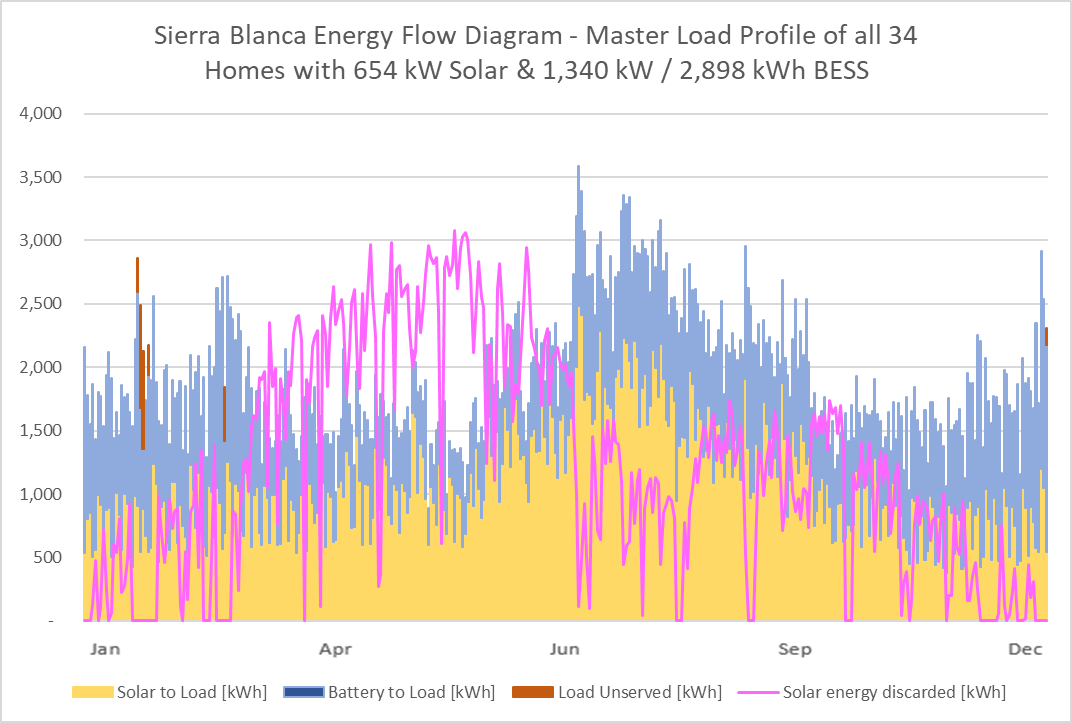 Sierra Blanca Energy Flow Diagram - Master Load Profile of all 34
Homes with 654 kW Solar & 1,340 kW / 2,898 kWh BESS
4,000
3,500
3,000
2,500
2,000
1,500
1,000
500
-
Jan Apr Jun Sep Dec
Solar to Load [kWh] Battery to Load [kWh] Load Unserved [kWh] Solar energy discarded [kWh]